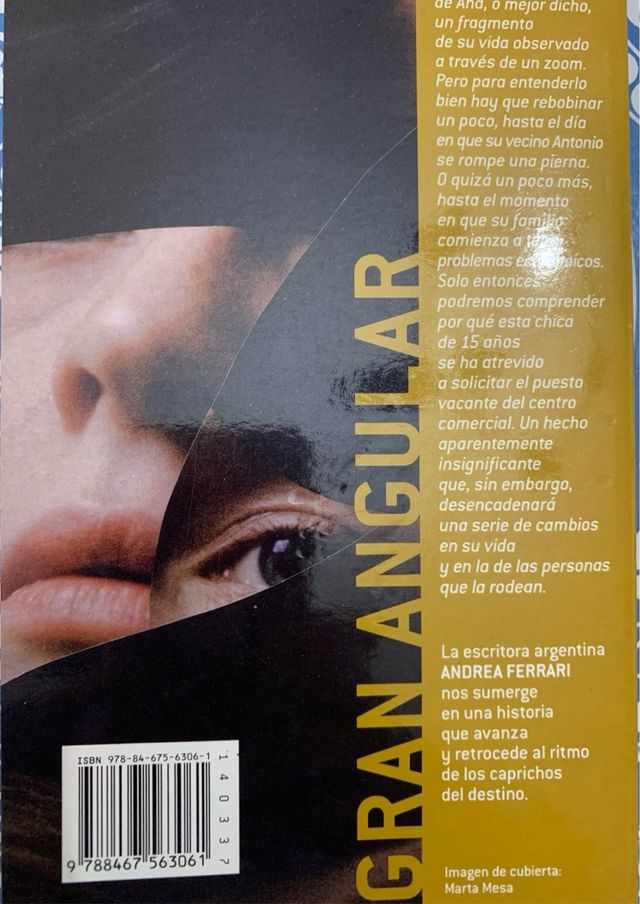 de Ana, o mejor dicho,
un fragmento
de su vida observado
a través de un zoom.
Pero para entenderlo
bien hay que rebobinar
un poco, hasta el día
en que su vecino Antonio
se rompe una pierna.
O quizá un poco más,
hasta el momento
en que su familia
comienza a tener
problemas económicos.
Solo entonces
podremos comprender
por qué esta chica
de 15 años
se ha atrevido
a solicitar el puesto
vacante del centro
comercial. Un hecho
aparentemente
insignificante
que, sin embargo,
desencadenará
una serie de cambios
en su vida
y en la de las personas
que la rodean.
La escritora argentina
ANDREA FERRARI
nos sumerge
en una historia
que avanza
y retrocede al ritmo
de los caprichos
del destino.
Imagen de cubierta:
Marta Mesa
GRAN ANGULAR
ISBN 978-84-675-6306-1
140337
9 788467 563061